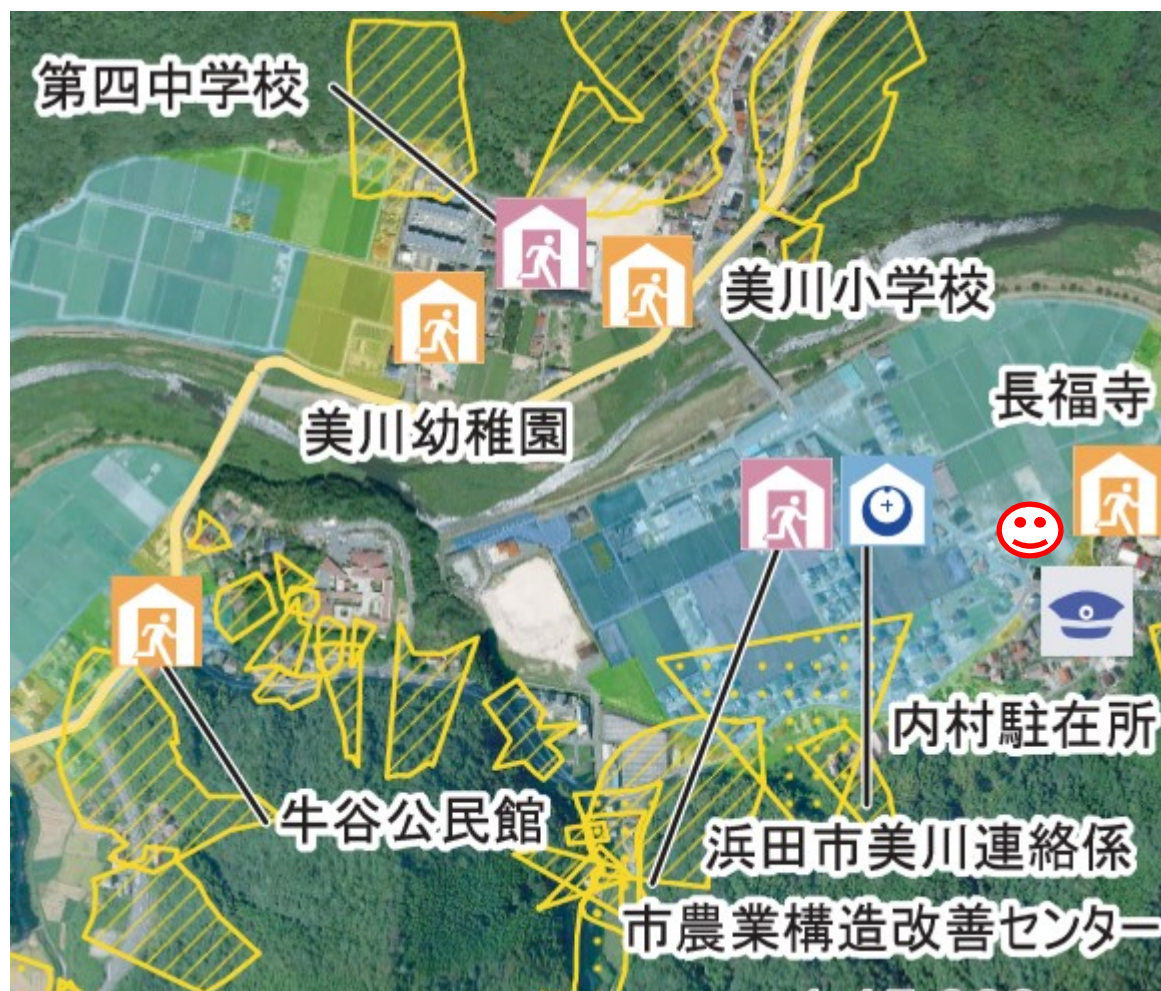 第四中学校
美川小学校
長福寺
美川幼稚園
内村駐在所
牛谷公民館
浜田市美川連絡係
市農業構造改善センター